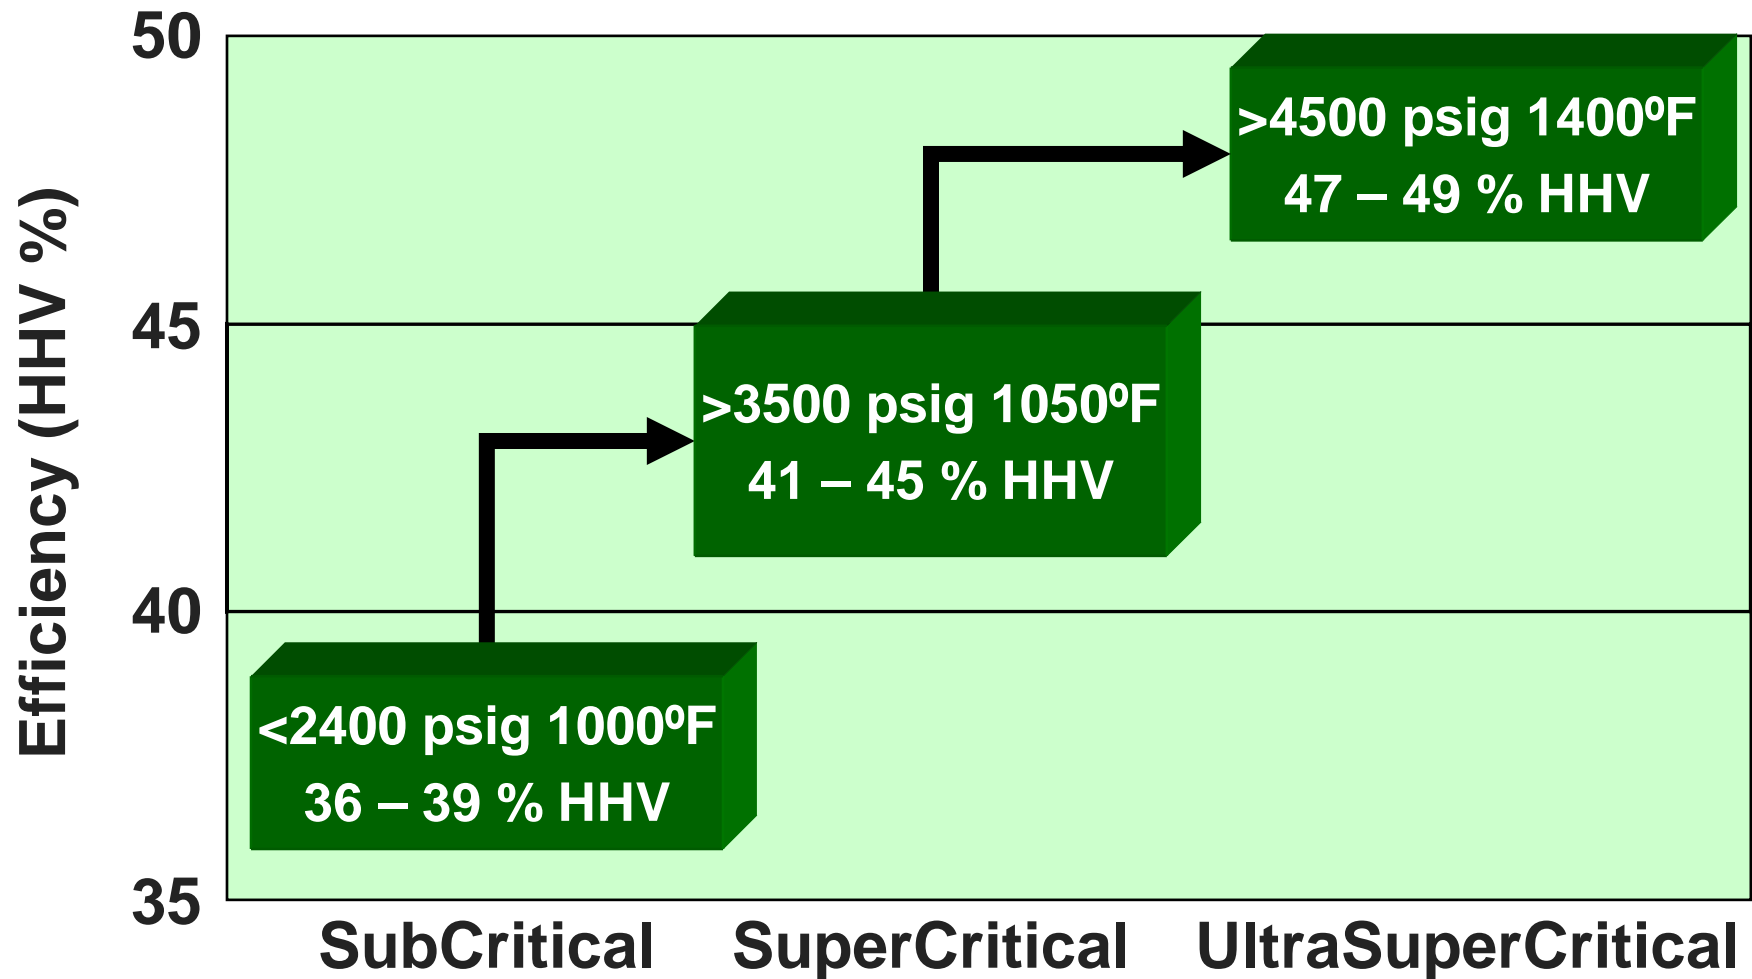 Efficiency (HHV %)
50
45
40
35
>4500 psig 1400ºF
47 – 49 % HHV
>3500 psig 1050ºF
41 – 45 % HHV
<2400 psig 1000ºF
36 – 39 % HHV
SubCritical
SuperCritical
UltraSuperCritical